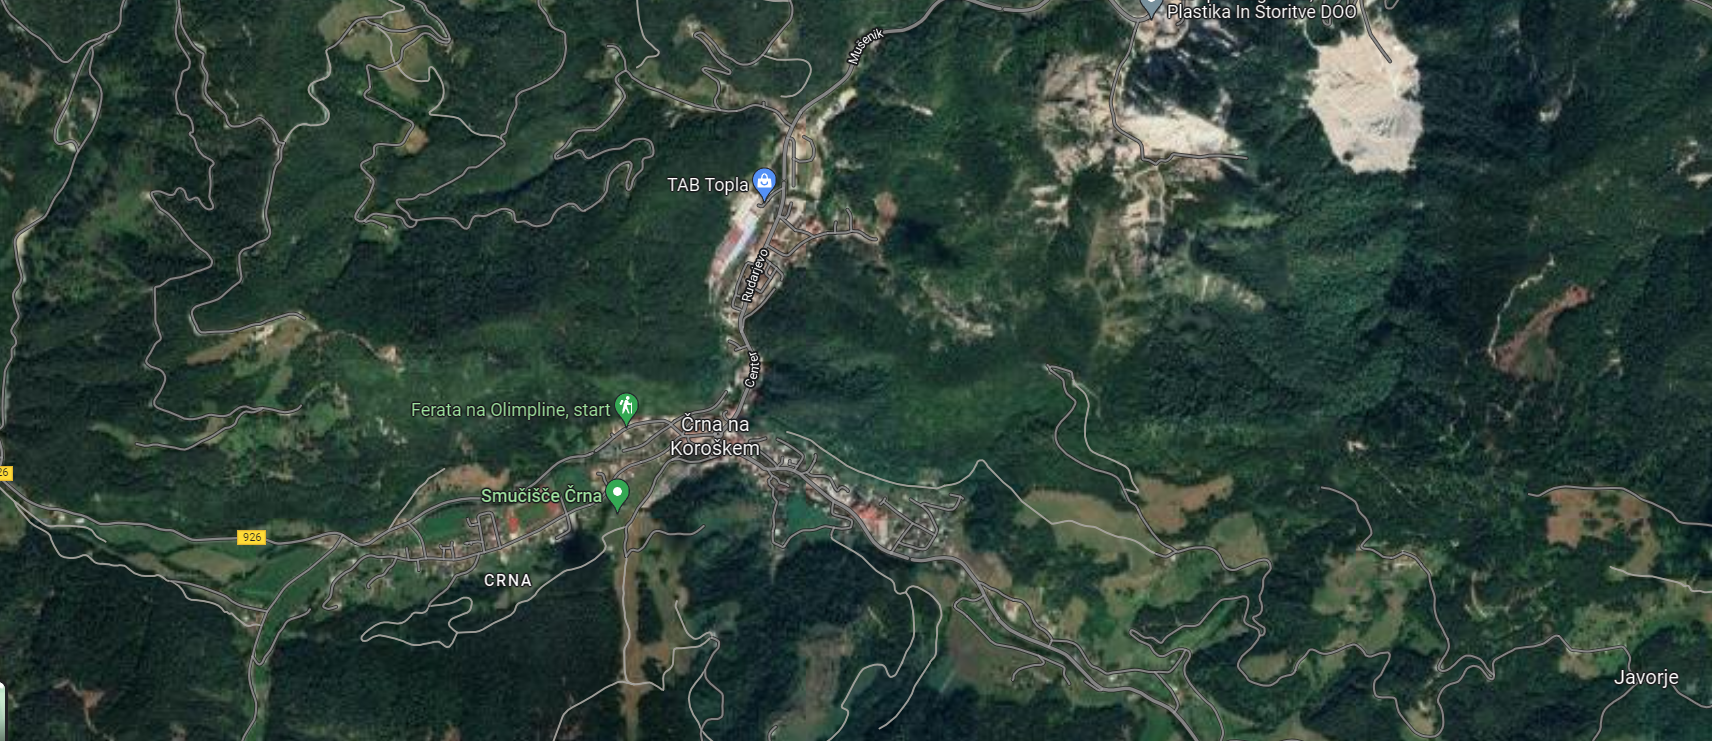 Plastika In Storitve DOO
Mušenik
TAB Topla
Rudarjevo
Center
Ferata na Olimpline, start
Črna na
Koroškem
26
Smučišče Črna
926
CRNA
Javorje